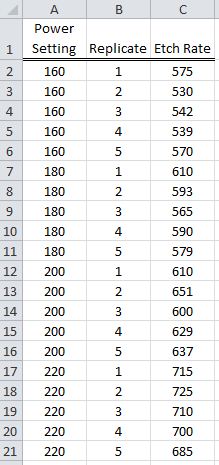 A B C
1 Power Setting Replicate Etch Rate
2 160 1 575
3 160 2 530
4 160 3 542
5 160 4 539
6 160 5 570
7 180 1 610
8 180 2 593
9 180 3 565
10 180 4 590
11 180 5 579
12 200 1 610
13 200 2 651
14 200 3 600
15 200 4 629
16 200 5 637
17 220 1 715
18 220 2 725
19 220 3 710
20 220 4 700
21 220 5 685